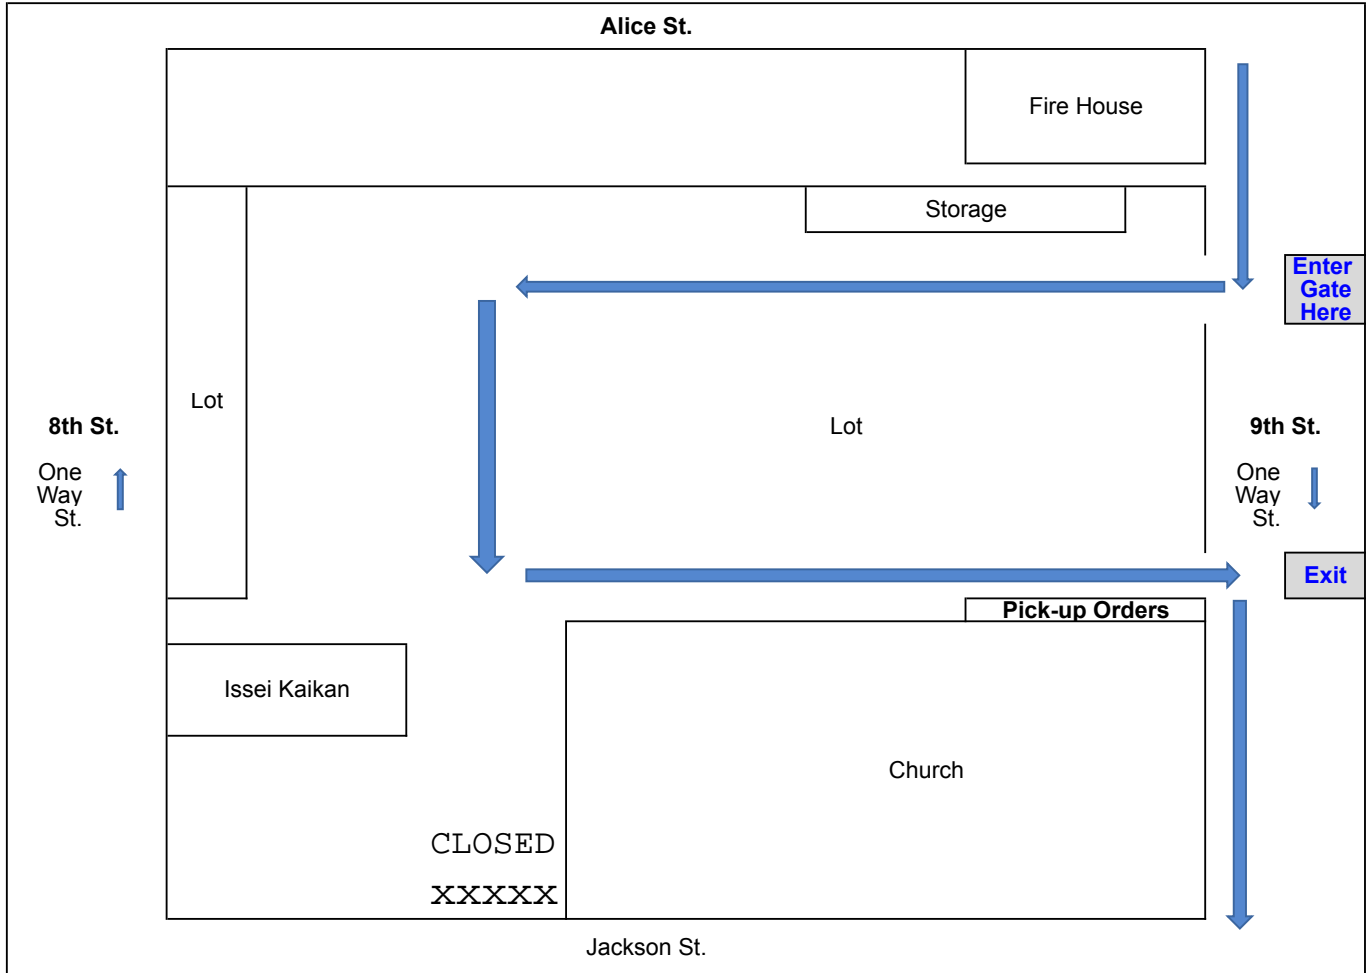 Alice St.
Fire House
Storage
Enter
Gate
Here
Lot
Lot
8th St.
9th St.
One
Way
St.
One
Way
St.
Exit
Pick-up Orders
Issei Kaikan
Church
CLOSED
XXXXX
Jackson St.